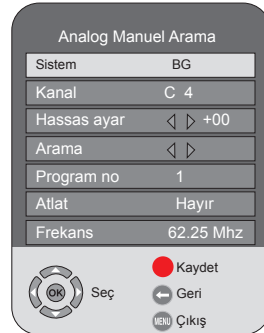 Analog Manuel Arama
Sistem BG
Kanal C 4
Hassas ayar +00
Arama
Program no 1
Atlat Hayır
Frekans 62.25 Mhz
Kaydet
OK Seç Geri
MENU Çıkış